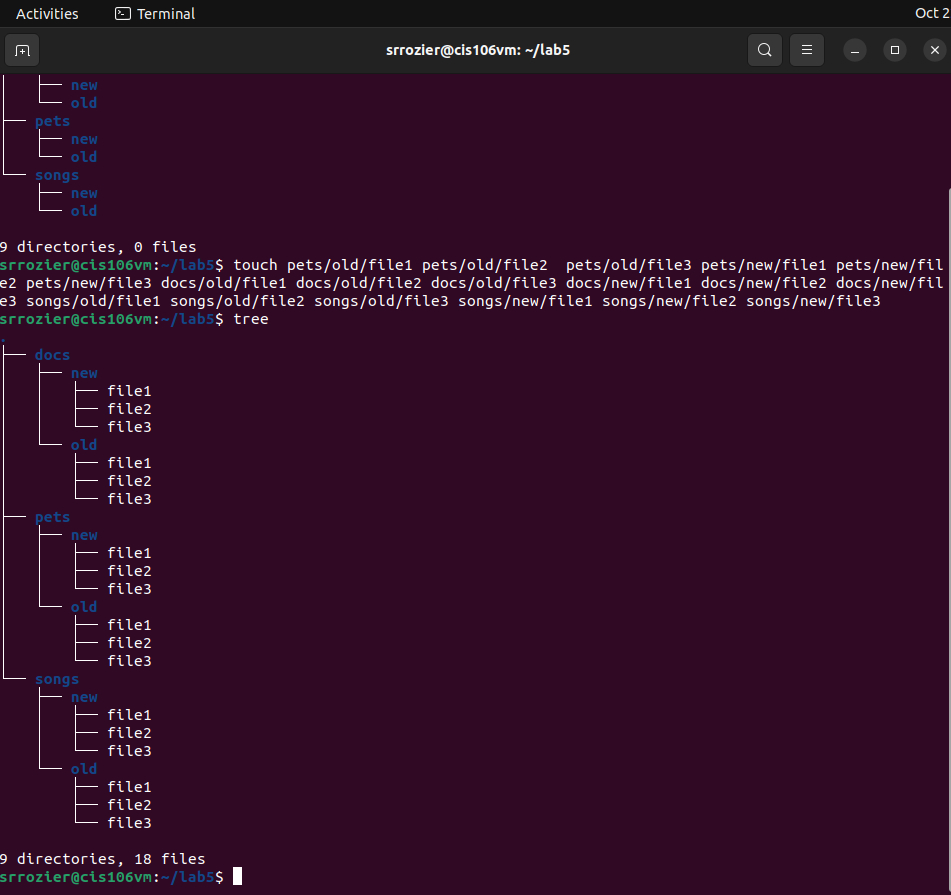 Activities Terminal Oct 2
srrozier@cis106vm: ~/lab5
├── new
└── old
├── pets
│   ├── new
│   └── old
└── songs
    ├── new
    └── old
9 directories, 0 files
srrozier@cis106vm:~/lab5$ touch pets/old/file1 pets/old/file2  pets/old/file3 pets/new/file1 pets/new/fil
e2 pets/new/file3 docs/old/file1 docs/old/file2 docs/old/file3 docs/new/file1 docs/new/file2 docs/new/fil
e3 songs/old/file1 songs/old/file2 songs/old/file3 songs/new/file1 songs/new/file2 songs/new/file3
srrozier@cis106vm:~/lab5$ tree
.
├── docs
│   ├── new
│   │   ├── file1
│   │   ├── file2
│   │   └── file3
│   └── old
│       ├── file1
│       ├── file2
│       └── file3
├── pets
│   ├── new
│   │   ├── file1
│   │   ├── file2
│   │   └── file3
│   └── old
│       ├── file1
│       ├── file2
│       └── file3
└── songs
    ├── new
    │   ├── file1
    │   ├── file2
    │   └── file3
    └── old
        ├── file1
        ├── file2
        └── file3
9 directories, 18 files
srrozier@cis106vm:~/lab5$